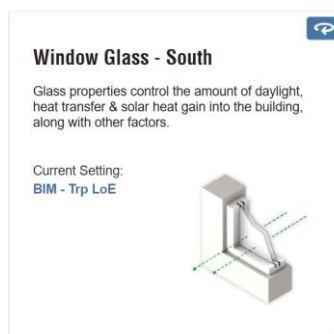 Window Glass - South
Glass properties control the amount of daylight,
heat transfer & solar heat gain into the building,
along with other factors.
Current Setting:
BIM - Trp LoE